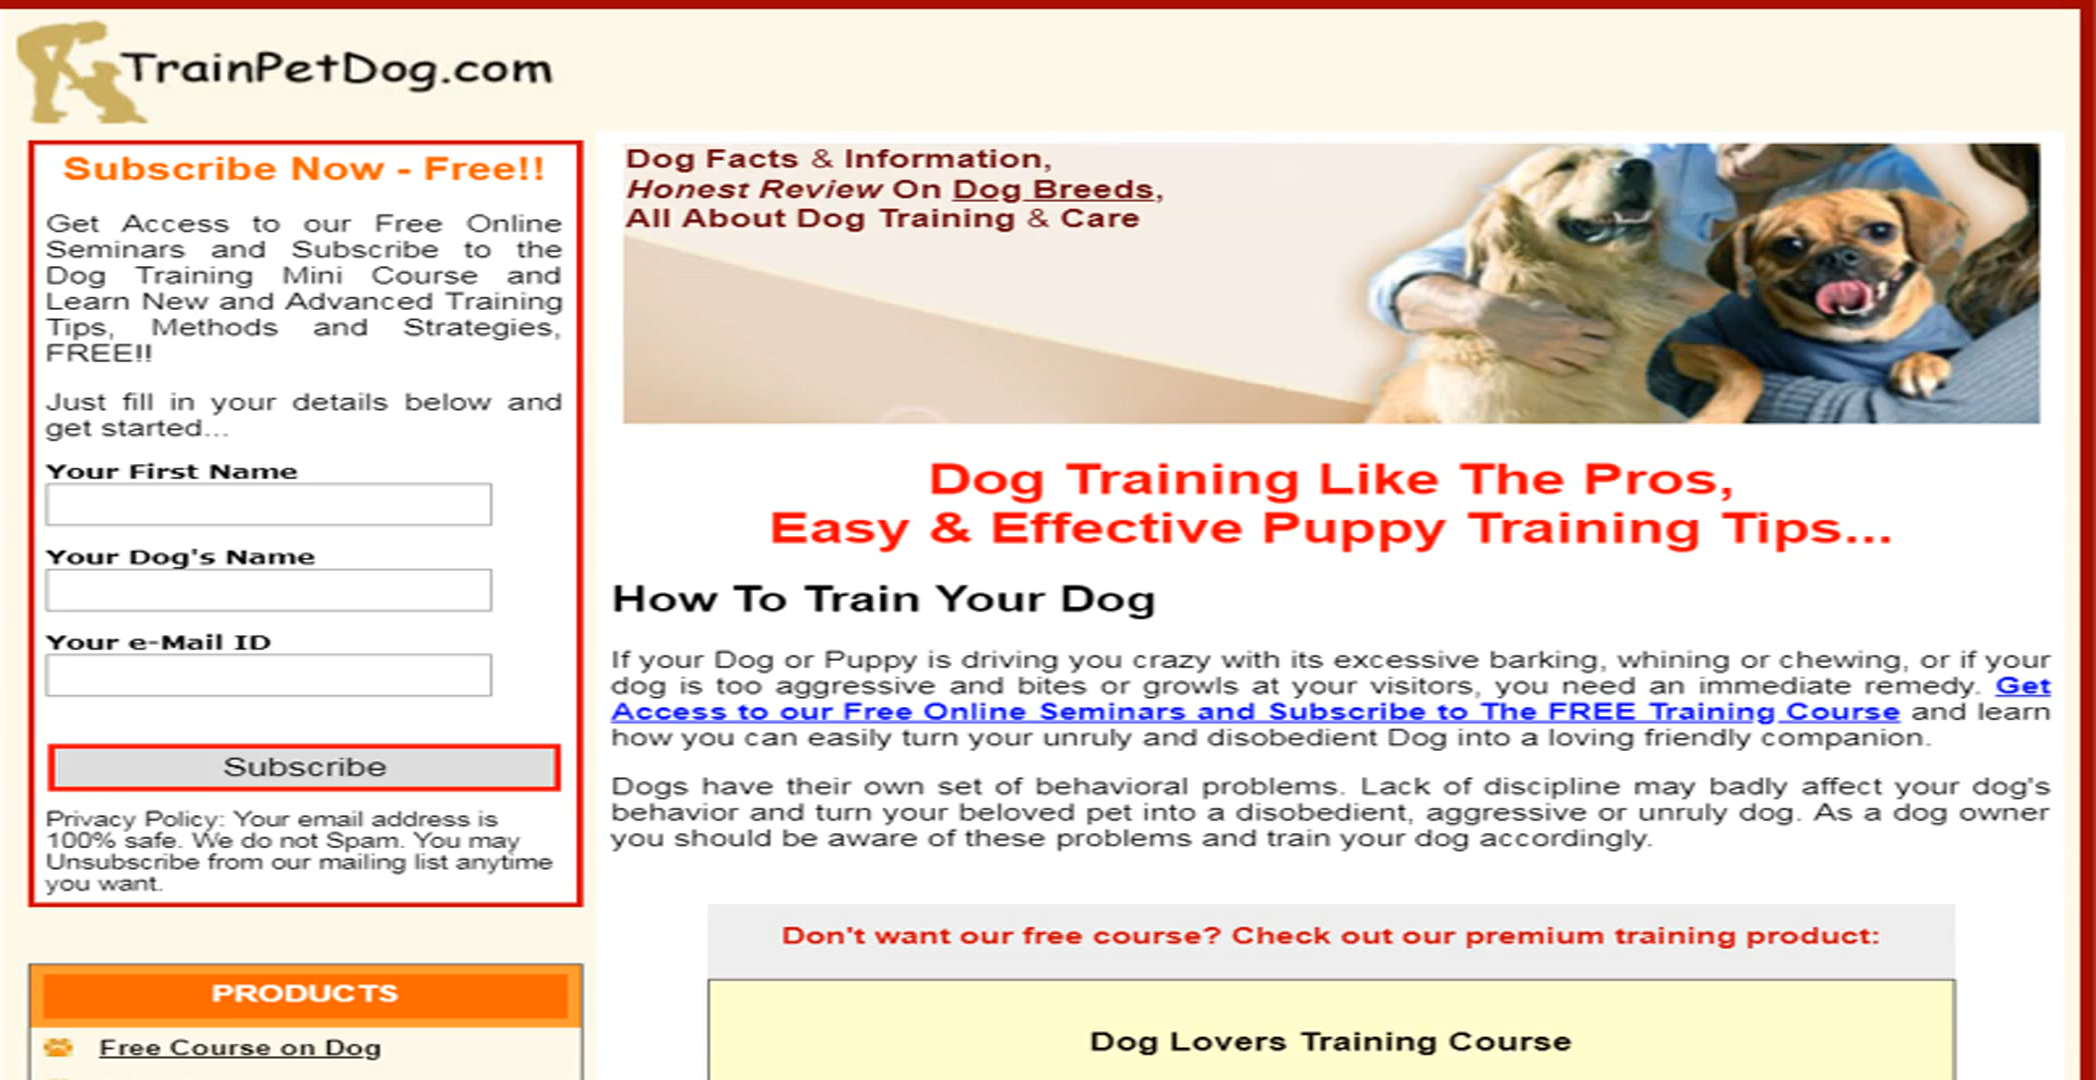 TrainPetDog.com
Subscribe Now - Free!!
Get Access to our Free Online
Seminars and Subscribe to the
Dog Training Mini Course and
Learn New and Advanced Training
Tips, Methods and Strategies,
FREE!!
Just fill in your details below and
get started...
Your First Name
Your Dog's Name
Your e-Mail ID
Subscribe
Privacy Policy: Your email address is
100% safe. We do not Spam. You may
Unsubscribe from our mailing list anytime
you want.
PRODUCTS
Free Course on Dog
Dog Facts & Information,
Honest Review On Dog Breeds,
All About Dog Training & Care
Dog Training Like The Pros,
Easy & Effective Puppy Training Tips...
How To Train Your Dog
If your Dog or Puppy is driving you crazy with its excessive barking, whining or chewing, or if your
dog is too aggressive and bites or growls at your visitors, you need an immediate remedy. Get
Access to our Free Online Seminars and Subscribe to The FREE Training Course and learn
how you can easily turn your unruly and disobedient Dog into a loving friendly companion.
Dogs have their own set of behavioral problems. Lack of discipline may badly affect your dog's
behavior and turn your beloved pet into a disobedient, aggressive or unruly dog. As a dog owner
you should be aware of these problems and train your dog accordingly.
Don't want our free course? Check out our premium training product:
Dog Lovers Training Course